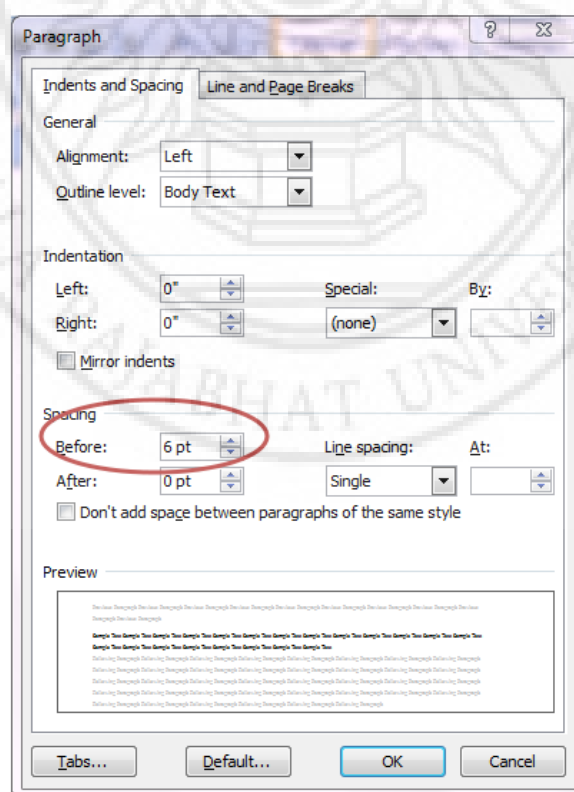 Paragraph
Indents and Spacing Line and Page Breaks
General
Alignment: Left
Outline level: Body Text
Indentation
Left: 0" Special: By:
Right: 0" (none)
Mirror indents
Spacing
Before: 6 pt Line spacing: At:
After: 0 pt Single
Don't add space between paragraphs of the same style
Preview
Tabs... Default... OK Cancel